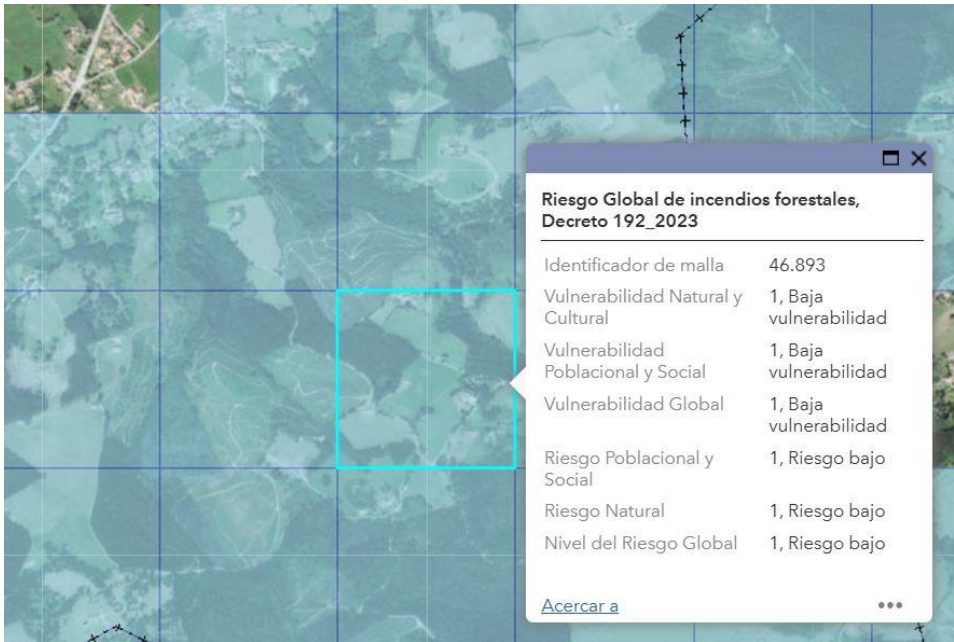 Riesgo Global de incendios forestales,
Decreto 192_2023
Identificador de malla 46.893
Vulnerabilidad Natural y 1, Baja
Cultural vulnerabilidad
Vulnerabilidad 1, Baja
Poblacional y Social vulnerabilidad
Vulnerabilidad Global 1, Baja
vulnerabilidad
Riesgo Poblacional y 1, Riesgo bajo
Social
Riesgo Natural 1, Riesgo bajo
Nivel del Riesgo Global 1, Riesgo bajo
Acercar a